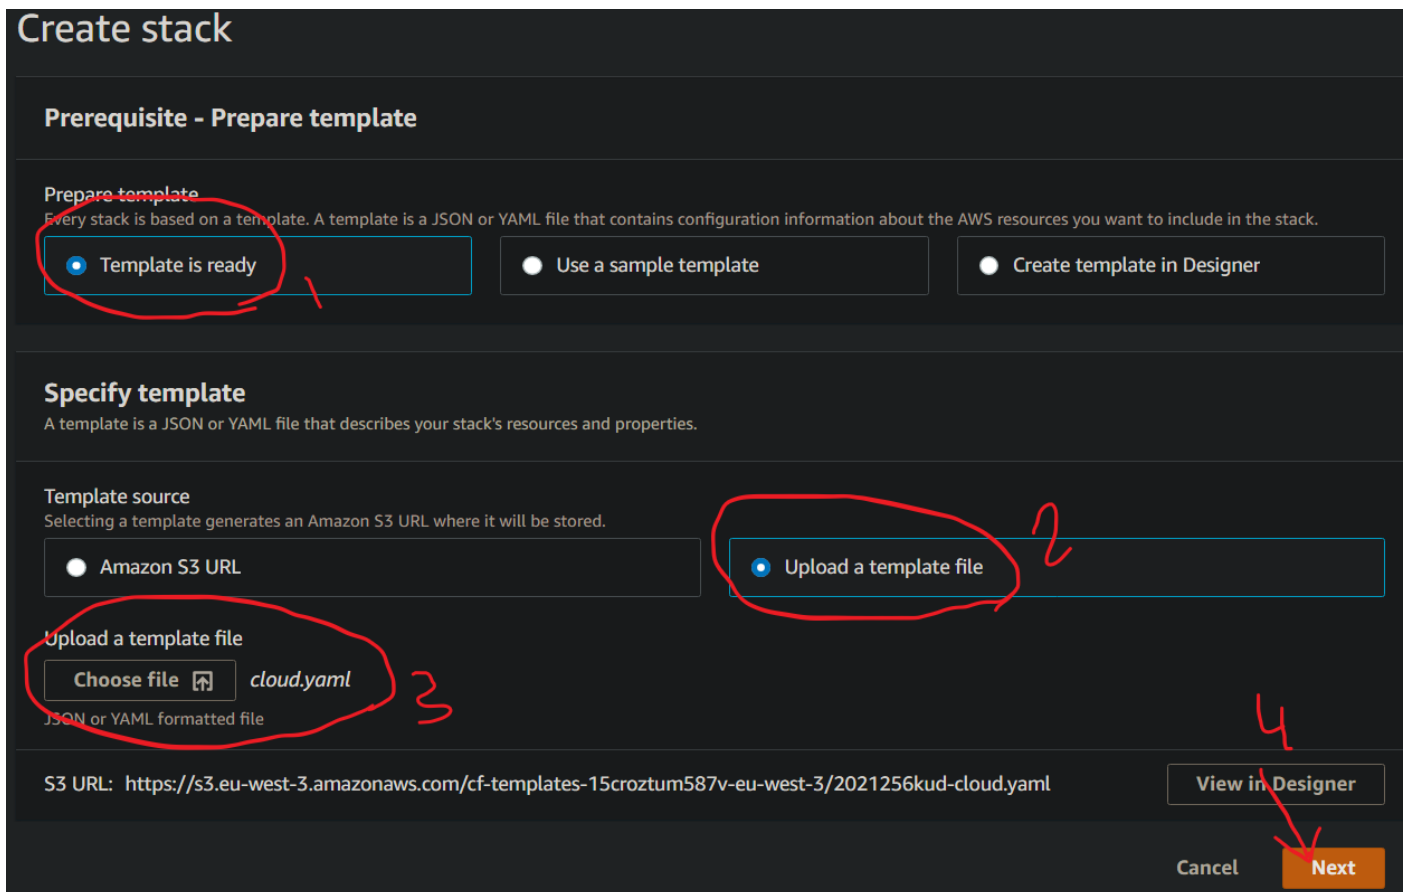 Create stack
Prerequisite - Prepare template
Prepare template
Every stack is based on a template. A template is a JSON or YAML file that contains configuration information about the AWS resources you want to include in the stack.
Template is ready
Use a sample template
Create template in Designer
1
Specify template
A template is a JSON or YAML file that describes your stack's resources and properties.
Template source
Selecting a template generates an Amazon S3 URL where it will be stored.
Amazon S3 URL
Upload a template file
2
Upload a template file
Choose file
cloud.yaml
3
JSON or YAML formatted file
4
S3 URL: https://s3.eu-west-3.amazonaws.com/cf-templates-15croztum587v-eu-west-3/2021256kud-cloud.yaml
View in Designer
Cancel
Next